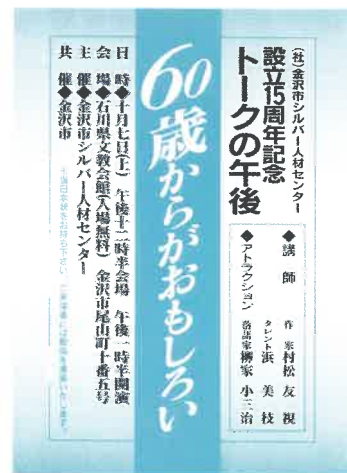 (社)金沢市シルバー人材センター
設立15周年記念
トークの午後
◆講師 作家 村松友視
タレント 浜美枝
◆アトラクション 落語家 柳家小三治
60歳からがおもしろい
日時◆十月七日(土) 午後十二時半会場 午後一時半開演
会場◆石川県文教会館(入場無料) 金沢市尾山町十番五号
主催◆金沢市シルバー人材センター
共催◆金沢市